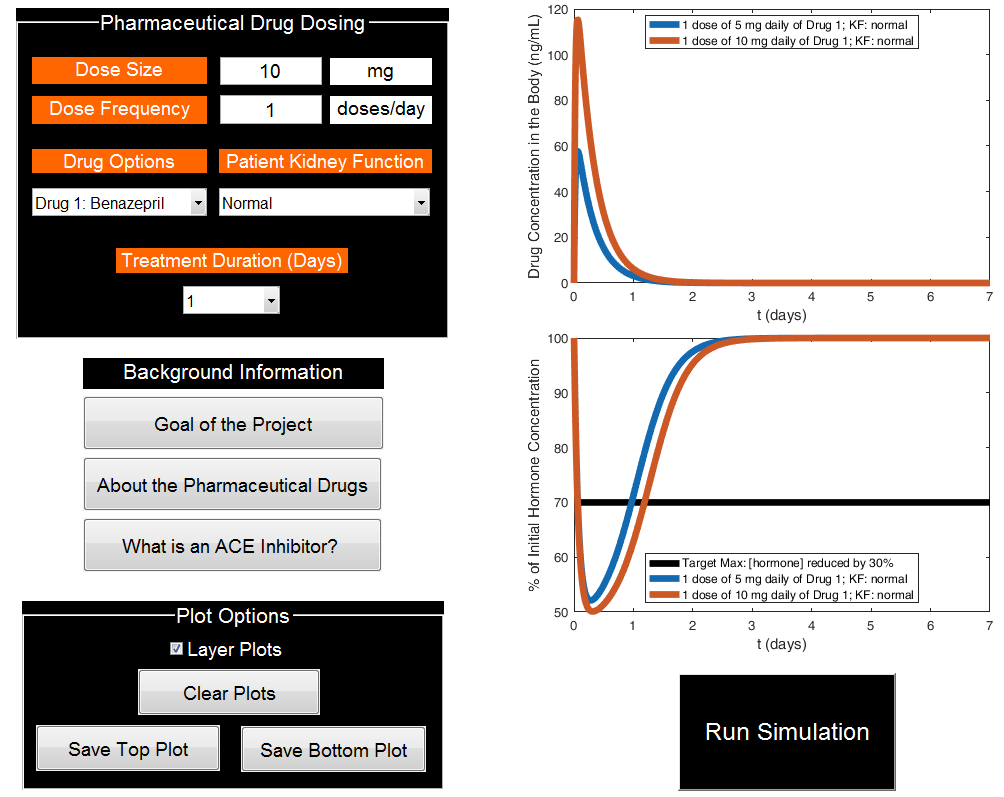 Pharmaceutical Drug Dosing
Dose Size
10
mg
Dose Frequency
1
doses/day
Drug Options
Patient Kidney Function
Drug 1: Benazepril
Normal
Treatment Duration (Days)
1
Background Information
Goal of the Project
About the Pharmaceutical Drugs
What is an ACE Inhibitor?
Plot Options
Layer Plots
Clear Plots
Save Top Plot
Save Bottom Plot
Drug Concentration in the Body (ng/mL)
120
100
80
60
40
20
0
1 dose of 5 mg daily of Drug 1; KF: normal
1 dose of 10 mg daily of Drug 1; KF: normal
0 1 2 3 4 5 6 7
t (days)
% of Initial Hormone Concentration
100
90
80
70
60
50
Target Max: [hormone] reduced by 30%
1 dose of 5 mg daily of Drug 1; KF: normal
1 dose of 10 mg daily of Drug 1; KF: normal
0 1 2 3 4 5 6 7
t (days)
Run Simulation